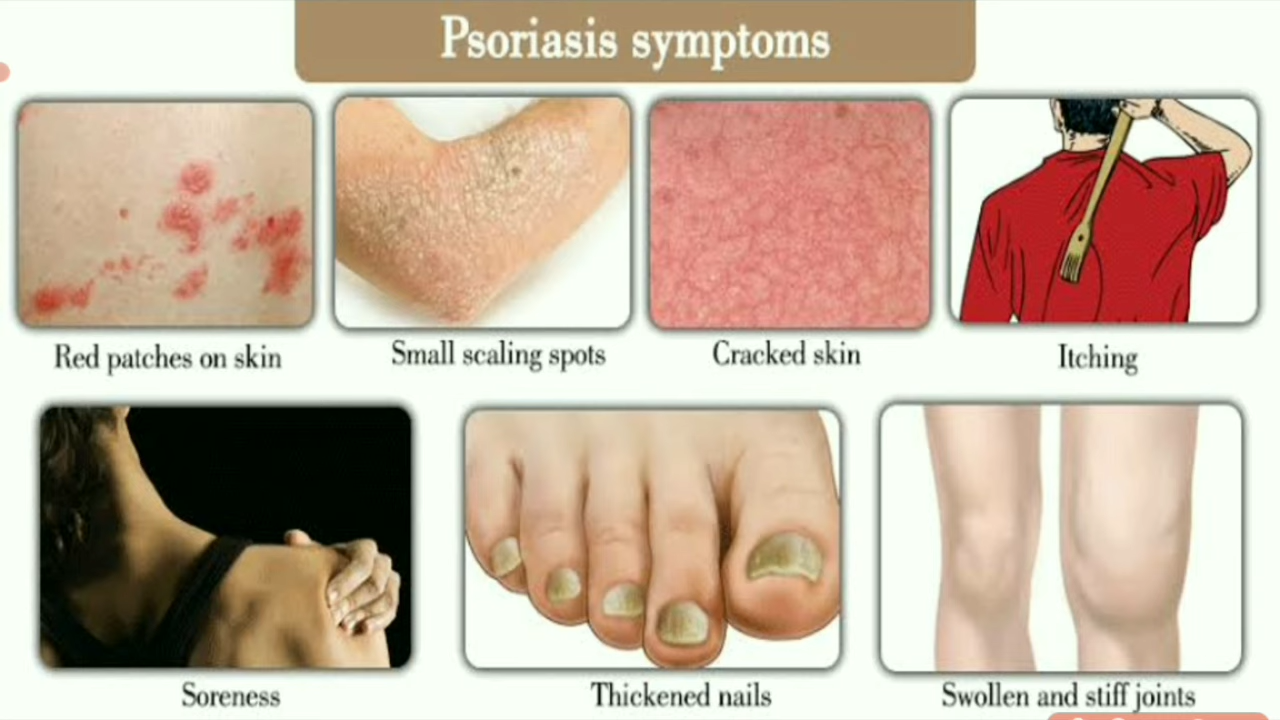 Psoriasis symptoms
Red patches on skin
Small scaling spots
Cracked skin
Itching
Soreness
Thickened nails
Swollen and stiff joints